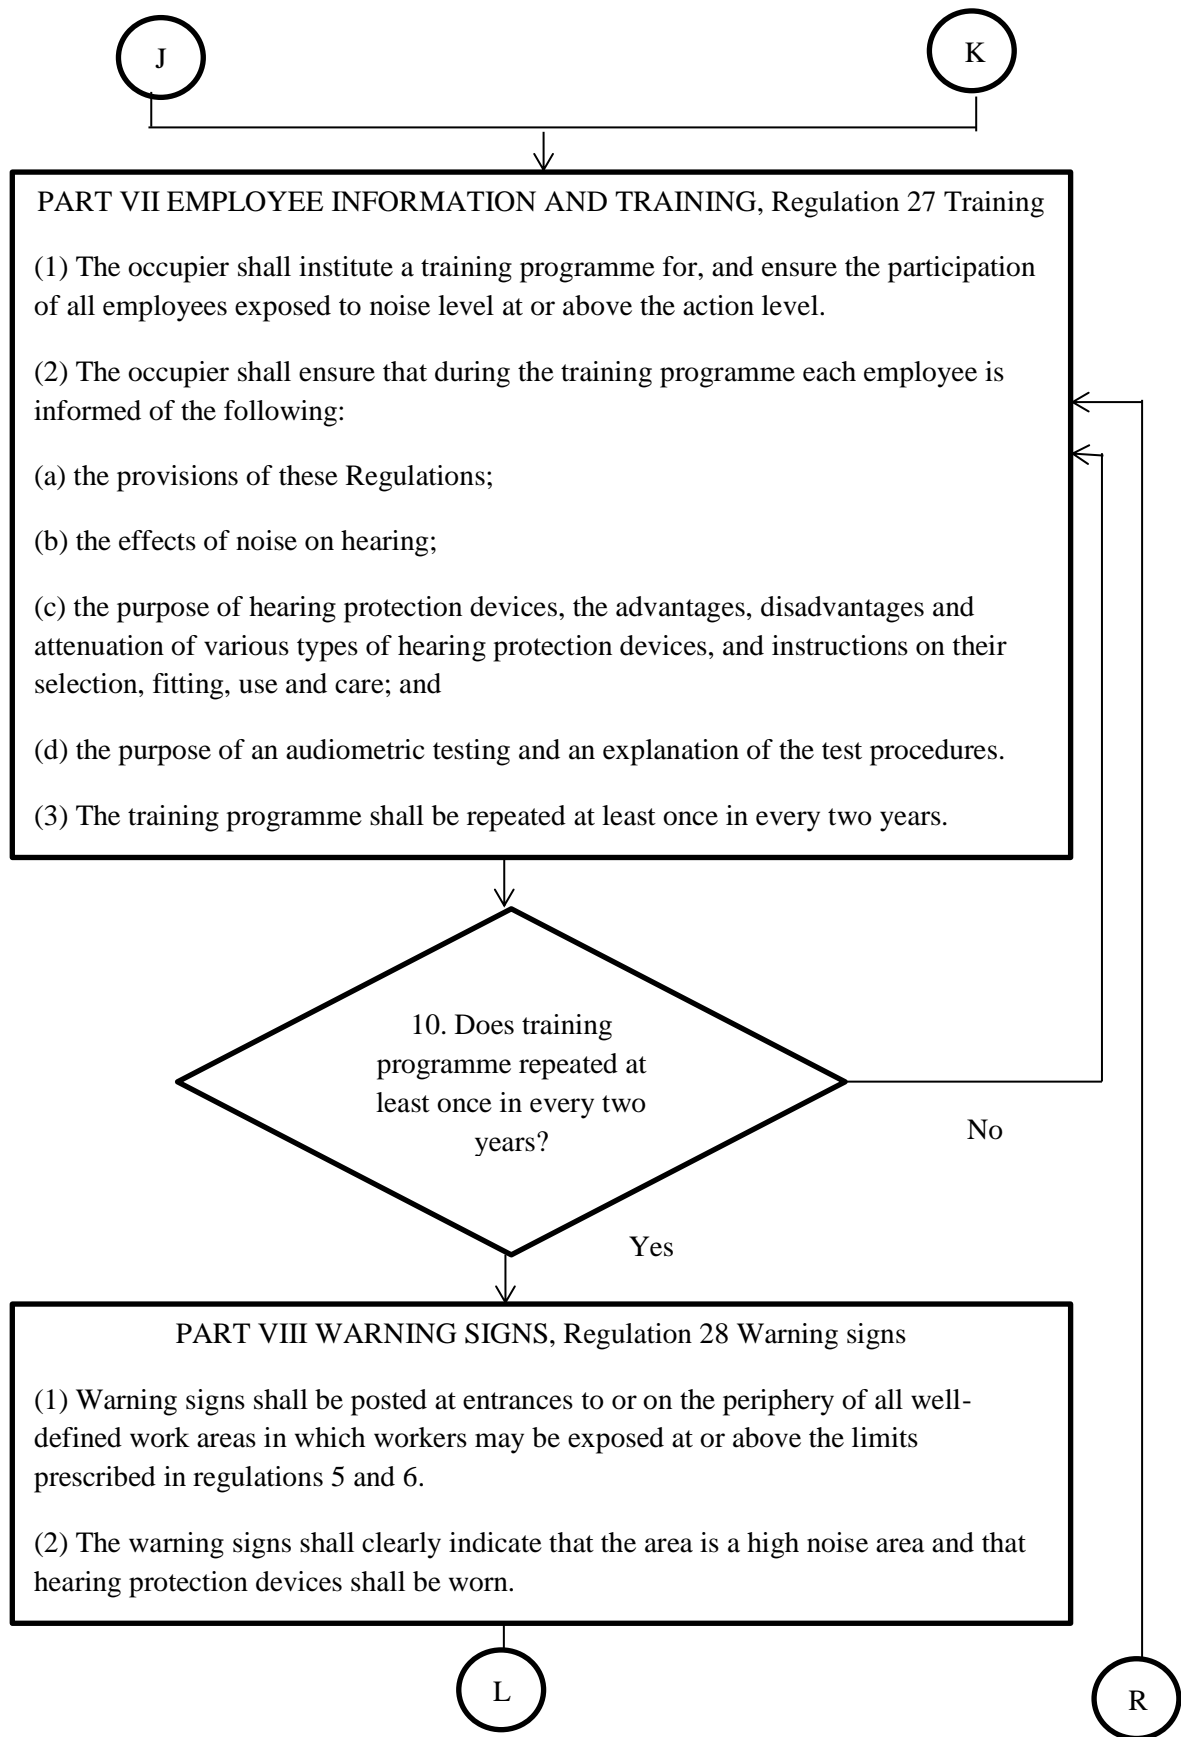 J
K
PART VII EMPLOYEE INFORMATION AND TRAINING, Regulation 27 Training
(1) The occupier shall institute a training programme for, and ensure the participation
of all employees exposed to noise level at or above the action level.
(2) The occupier shall ensure that during the training programme each employee is
informed of the following:
(a) the provisions of these Regulations;
(b) the effects of noise on hearing;
(c) the purpose of hearing protection devices, the advantages, disadvantages and
attenuation of various types of hearing protection devices, and instructions on their
selection, fitting, use and care; and
(d) the purpose of an audiometric testing and an explanation of the test procedures.
(3) The training programme shall be repeated at least once in every two years.
10. Does training
programme repeated at
least once in every two
years?
No
Yes
PART VIII WARNING SIGNS, Regulation 28 Warning signs
(1) Warning signs shall be posted at entrances to or on the periphery of all well-
defined work areas in which workers may be exposed at or above the limits
prescribed in regulations 5 and 6.
(2) The warning signs shall clearly indicate that the area is a high noise area and that
hearing protection devices shall be worn.
L
R